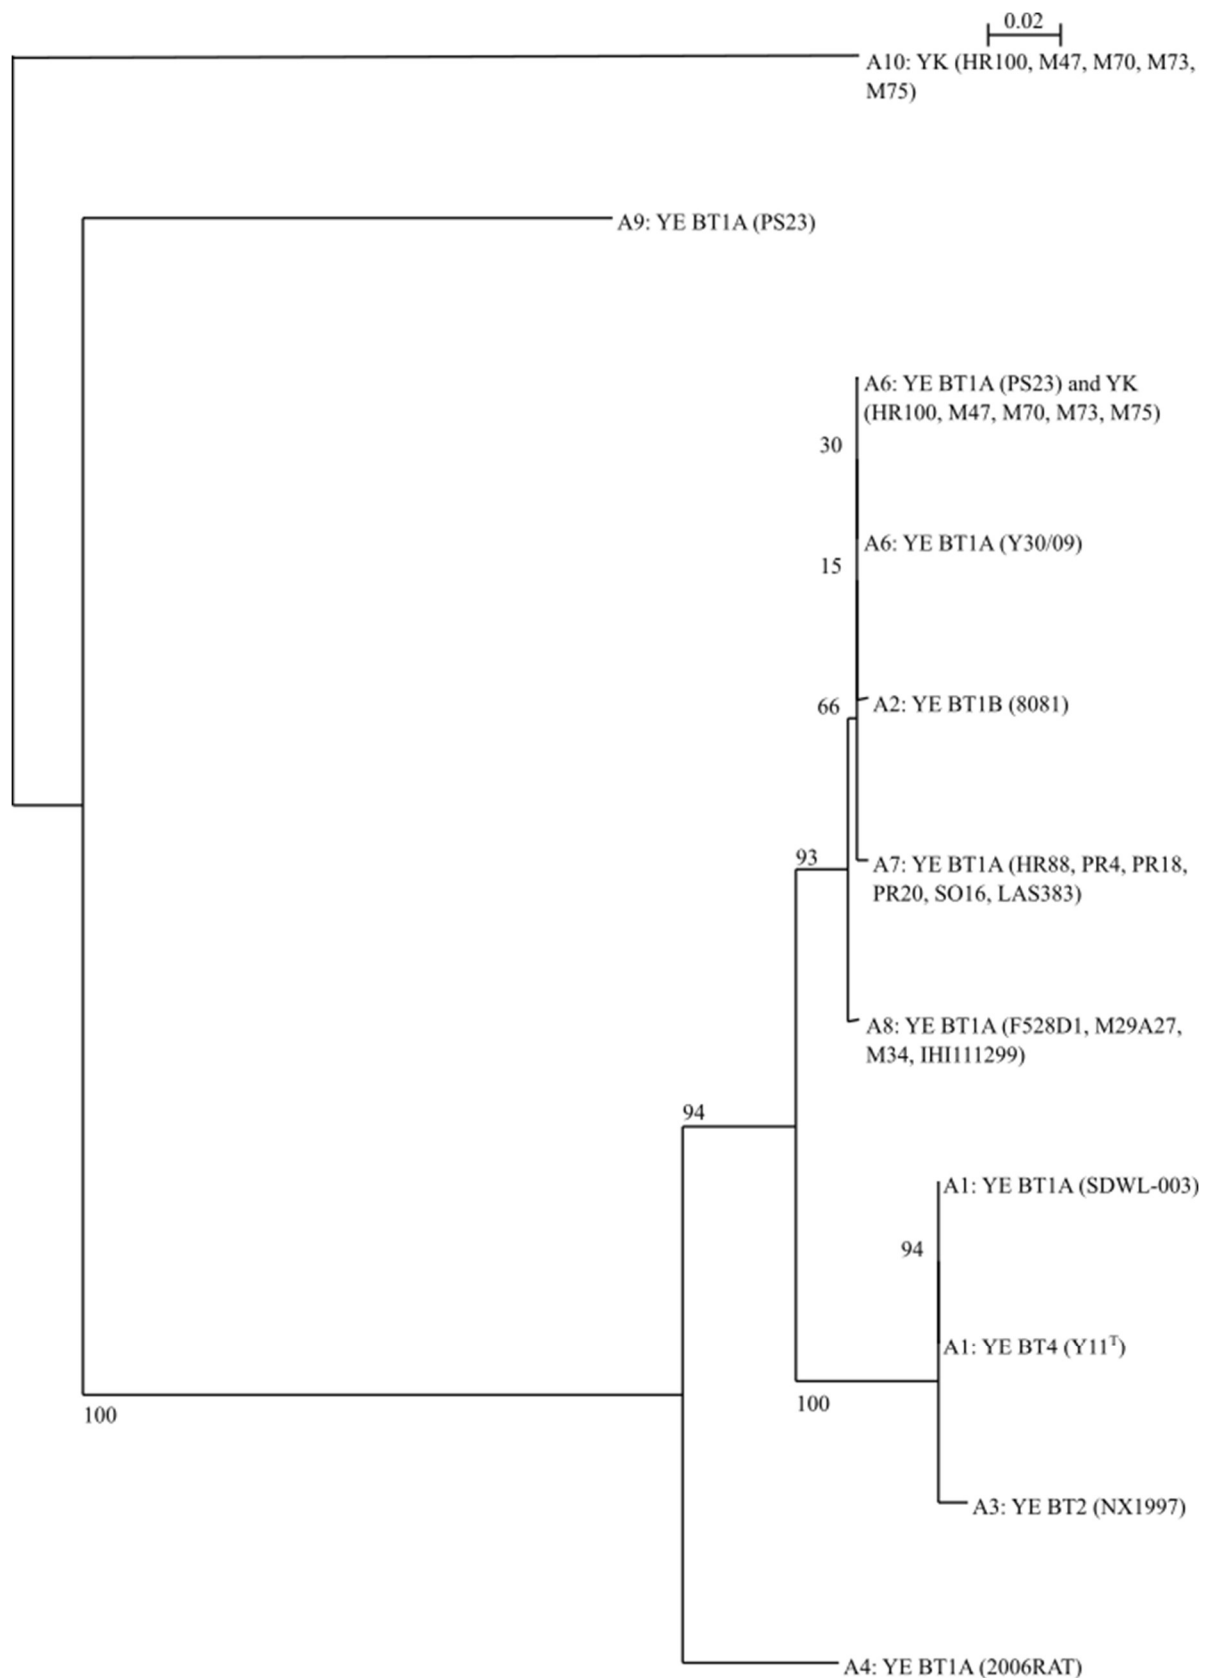 0.02
A10: YK (HR100, M47, M70, M73,
M75)
A9: YE BT1A (PS23)
A6: YE BT1A (PS23) and YK
(HR100, M47, M70, M73, M75)
30
A6: YE BT1A (Y30/09)
15
66
A2: YE BT1B (8081)
93
A7: YE BT1A (HR88, PR4, PR18,
PR20, SO16, LAS383)
A8: YE BT1A (F528D1, M29A27,
M34, IHI111299)
94
A1: YE BT1A (SDWL-003)
94
A1: YE BT4 (Y11ᵀ)
100
100
A3: YE BT2 (NX1997)
A4: YE BT1A (2006RAT)